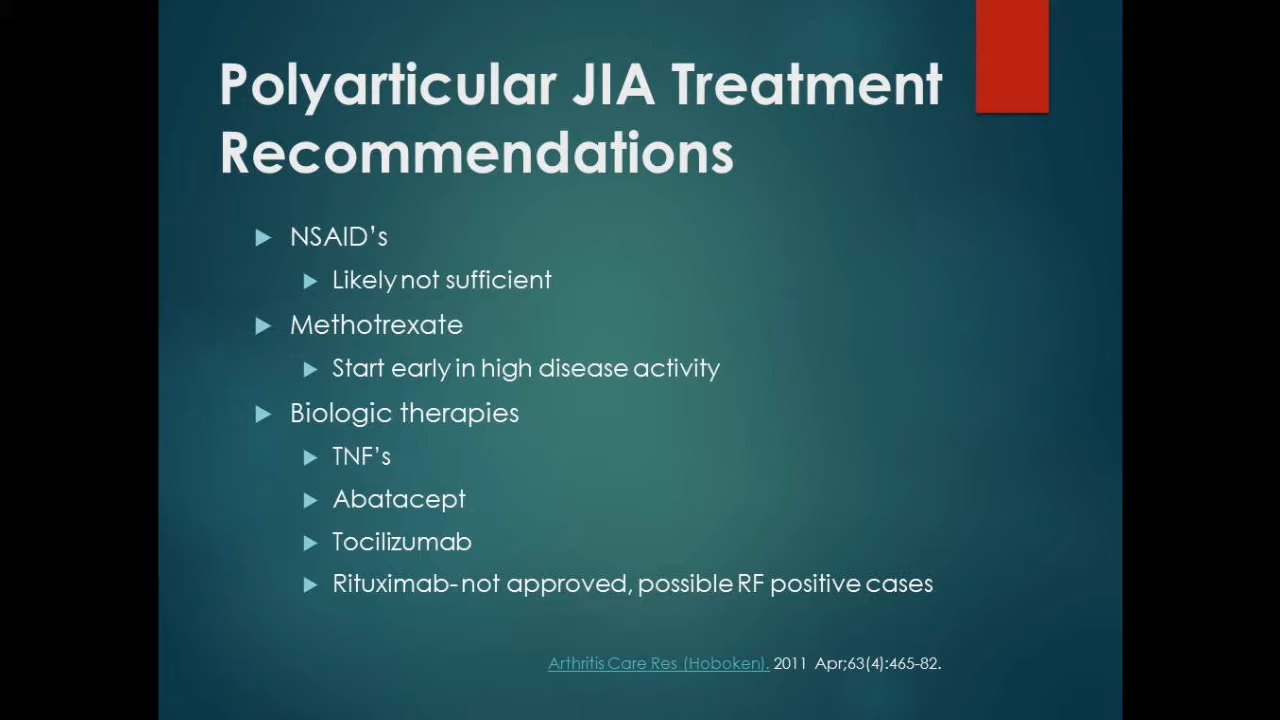 Polyarticular JIA Treatment
Recommendations
NSAID's
Likely not sufficient
Methotrexate
Start early in high disease activity
Biologic therapies
TNF's
Abatacept
Tocilizumab
Rituximab-not approved, possible RF positive cases
Arthritis Care Res (Hoboken). 2011 Apr;63(4):465-82.